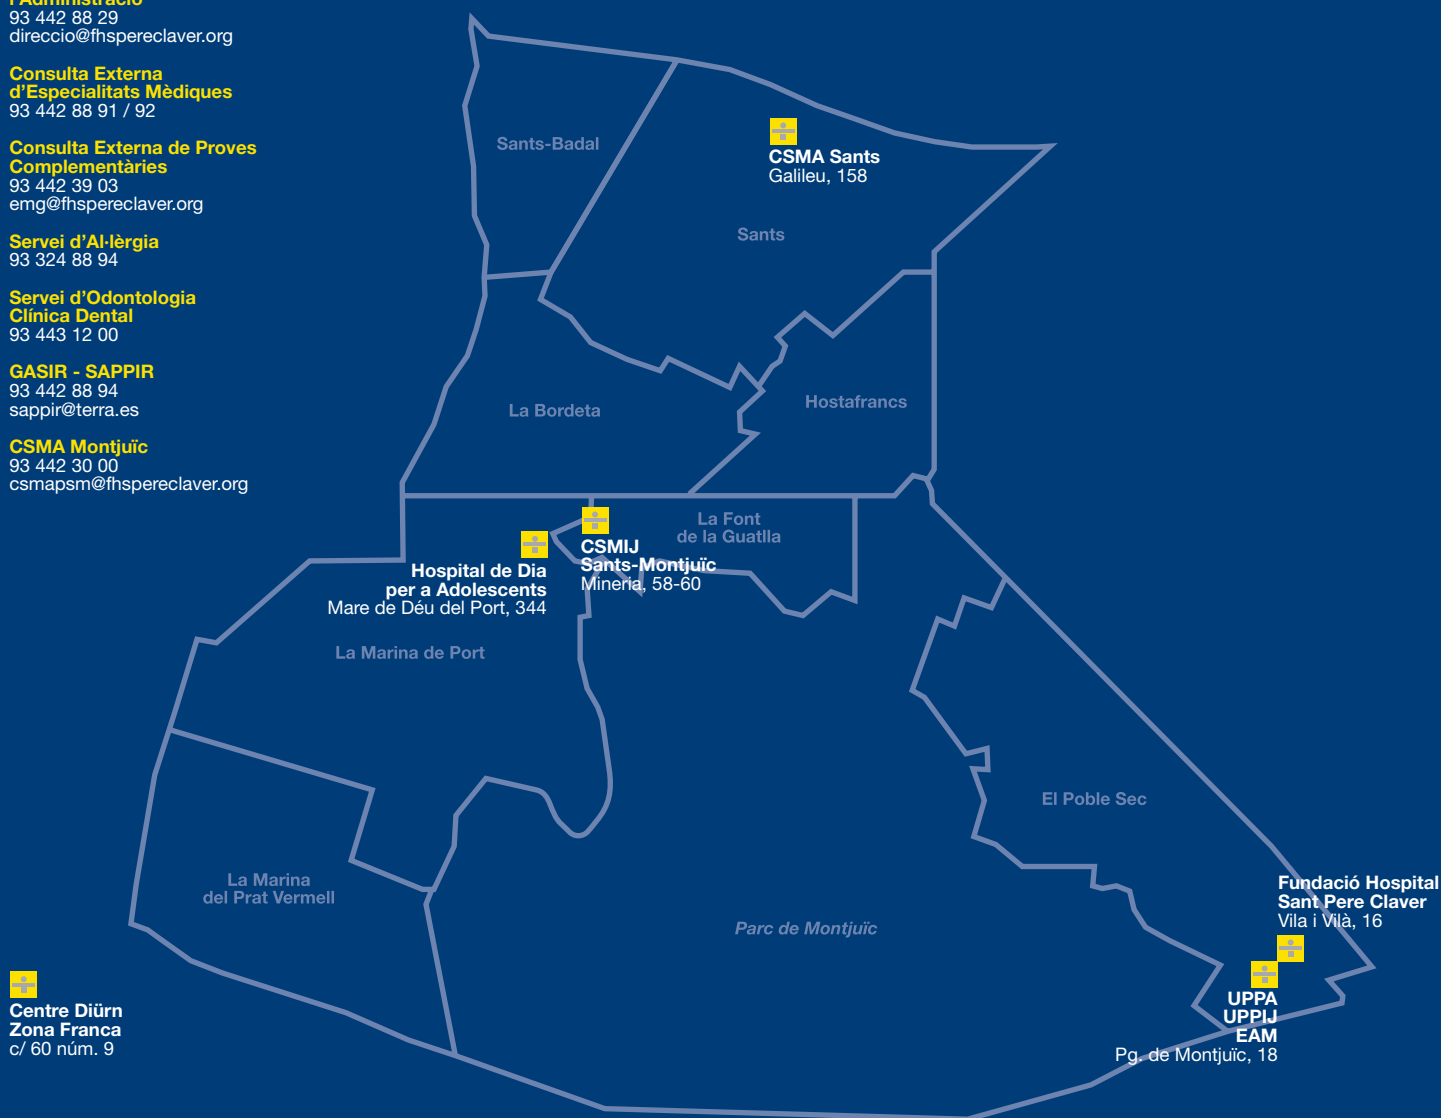 l'Administració
93 442 88 29
direccio@fhspereclaver.org
Consulta Externa
d'Especialitats Mèdiques
93 442 88 91 / 92
Consulta Externa de Proves
Complementàries
93 442 39 03
emg@fhspereclaver.org
Servei d'Al·lèrgia
93 324 88 94
Servei d'Odontologia
Clínica Dental
93 443 12 00
GASIR - SAPPIR
93 442 88 94
sappir@terra.es
CSMA Montjuïc
93 442 30 00
csmapsm@fhspereclaver.org
Sants-Badal
CSMA Sants
Galileu, 158
Sants
La Bordeta
Hostafrancs
La Font
de la Guatlla
CSMIJ
Sants-Montjuïc
Mineria, 58-60
Hospital de Dia
per a Adolescents
Mare de Déu del Port, 344
La Marina de Port
El Poble Sec
La Marina
del Prat Vermell
Parc de Montjuïc
Fundació Hospital
Sant Pere Claver
Vila i Vilà, 16
Centre Diürn
Zona Franca
c/ 60 núm. 9
UPPA
UPPIJ
EAM
Pg. de Montjuïc, 18